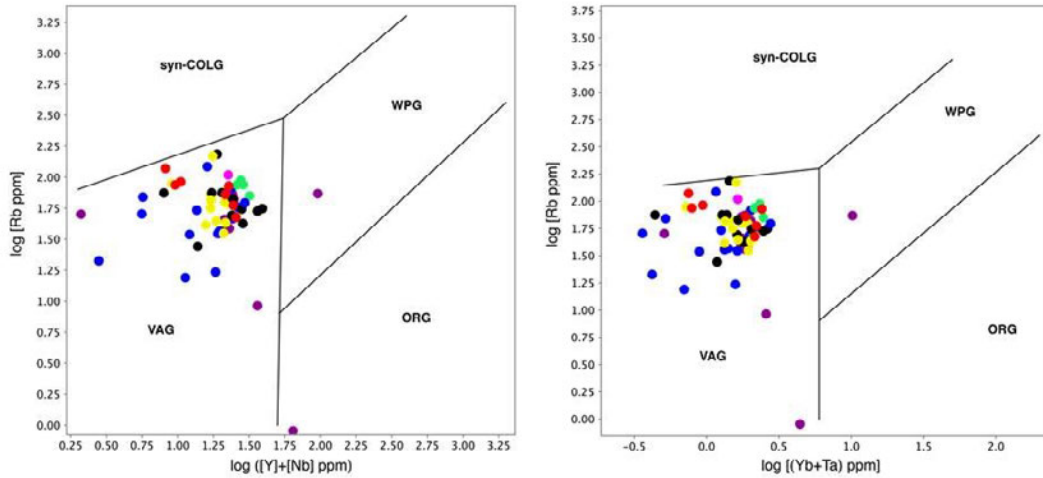 3.25
3.00
2.75
2.50
2.25
2.00
1.75
1.50
1.25
1.00
0.75
0.50
0.25
0.00
log [Rb ppm]
syn-COLG
WPG
VAG
ORG
0.25 0.50 0.75 1.00 1.25 1.50 1.75 2.00 2.25 2.50 2.75 3.00 3.25
log ([Y]+[Nb] ppm)
3.75
3.50
3.25
3.00
2.75
2.50
2.25
2.00
1.75
1.50
1.25
1.00
0.75
0.50
0.25
0.00
log [Rb ppm]
syn-COLG
WPG
VAG
ORG
-0.5 0.0 0.5 1.0 1.5 2.0
log [(Yb+Ta) ppm]